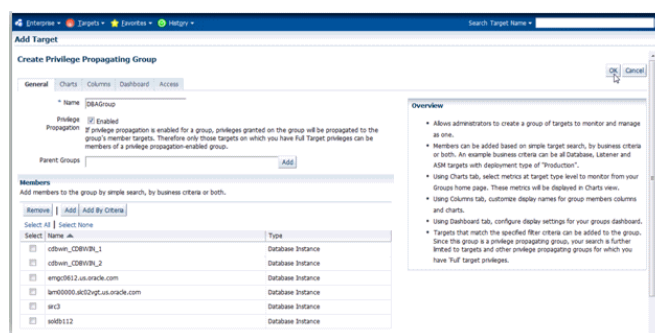 Enterprise Targets Favorites History Search Target Name
Add Target
Create Privilege Propagating Group
OK Cancel
General Charts Columns Dashboard Access
* Name DBAGroup
Privilege Propagation Enabled
If privilege propagation is enabled for a group, privileges granted on the group will be propagated to the
group's member targets. Therefore only those targets on which you have Full Target privileges can be
members of a privilege propagation-enabled group.
Parent Groups Add
Members
Add members to the group by simple search, by business criteria or both.
Remove Add Add By Criteria
Select All Select None
Select Name Type
cdbwin_CDBWIN_1 Database Instance
cdbwin_CDBWIN_2 Database Instance
emgc0612.us.oracle.com Database Instance
lam00000.slc02vgt.us.oracle.com Database Instance
src3 Database Instance
soldb112 Database Instance
Overview
• Allows administrators to create a group of targets to monitor and manage
as one.
• Members can be added based on simple target search, by business criteria
or both. An example business criteria can be all Database, Listener and
ASM targets with deployment type of "Production".
• Using Charts tab, select metrics at target type level to monitor from your
Groups home page. These metrics will be displayed in Charts view.
• Using Columns tab, customize display names for group members columns
and charts.
• Using Dashboard tab, configure display settings for your groups dashboard.
• Targets that match the specified filter criteria can be added to the group.
Since this group is a privilege propagating group, your search is further
limited to targets and other privilege propagating groups for which you
have 'Full' target privileges.